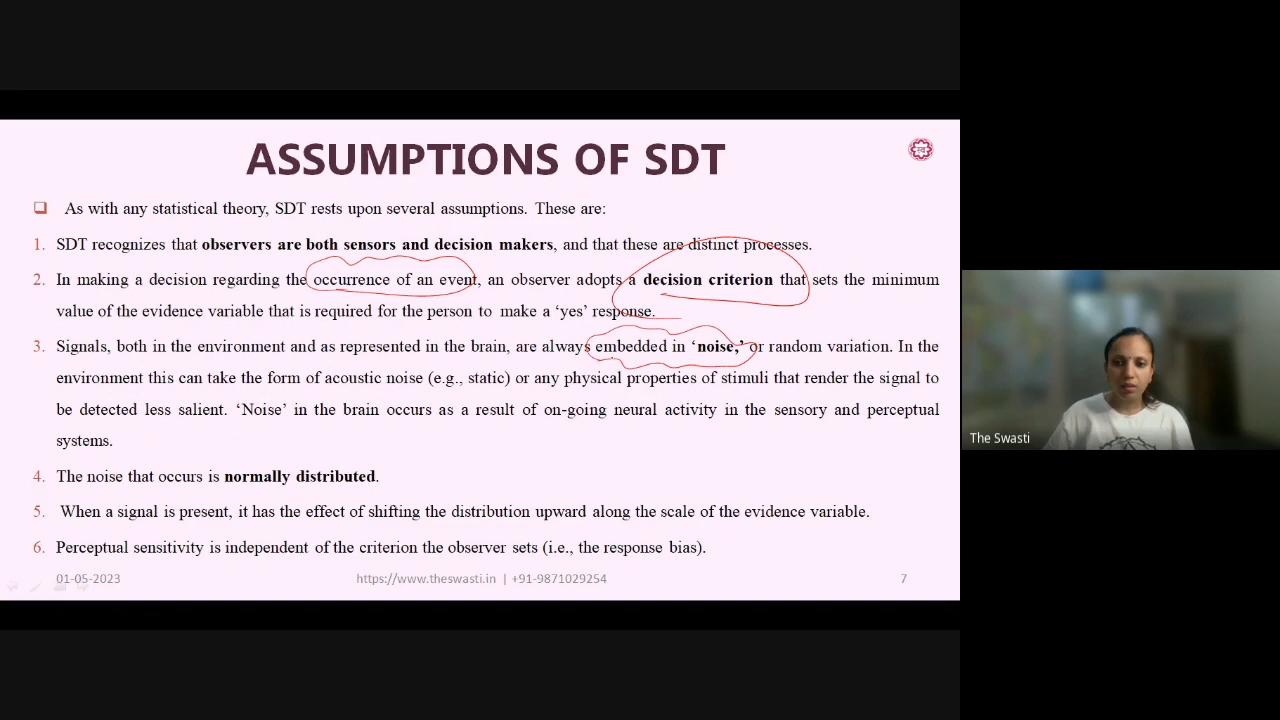 ASSUMPTIONS OF SDT
As with any statistical theory, SDT rests upon several assumptions. These are:
1. SDT recognizes that observers are both sensors and decision makers, and that these are distinct processes.
2. In making a decision regarding the occurrence of an event, an observer adopts a decision criterion that sets the minimum
value of the evidence variable that is required for the person to make a ‘yes’ response.
3. Signals, both in the environment and as represented in the brain, are always embedded in ‘noise,’ or random variation. In the
environment this can take the form of acoustic noise (e.g., static) or any physical properties of stimuli that render the signal to
be detected less salient. ‘Noise’ in the brain occurs as a result of on-going neural activity in the sensory and perceptual
systems.
4. The noise that occurs is normally distributed.
5. When a signal is present, it has the effect of shifting the distribution upward along the scale of the evidence variable.
6. Perceptual sensitivity is independent of the criterion the observer sets (i.e., the response bias).
01-05-2023 https://www.theswasti.in | +91-9871029254 7
The Swasti